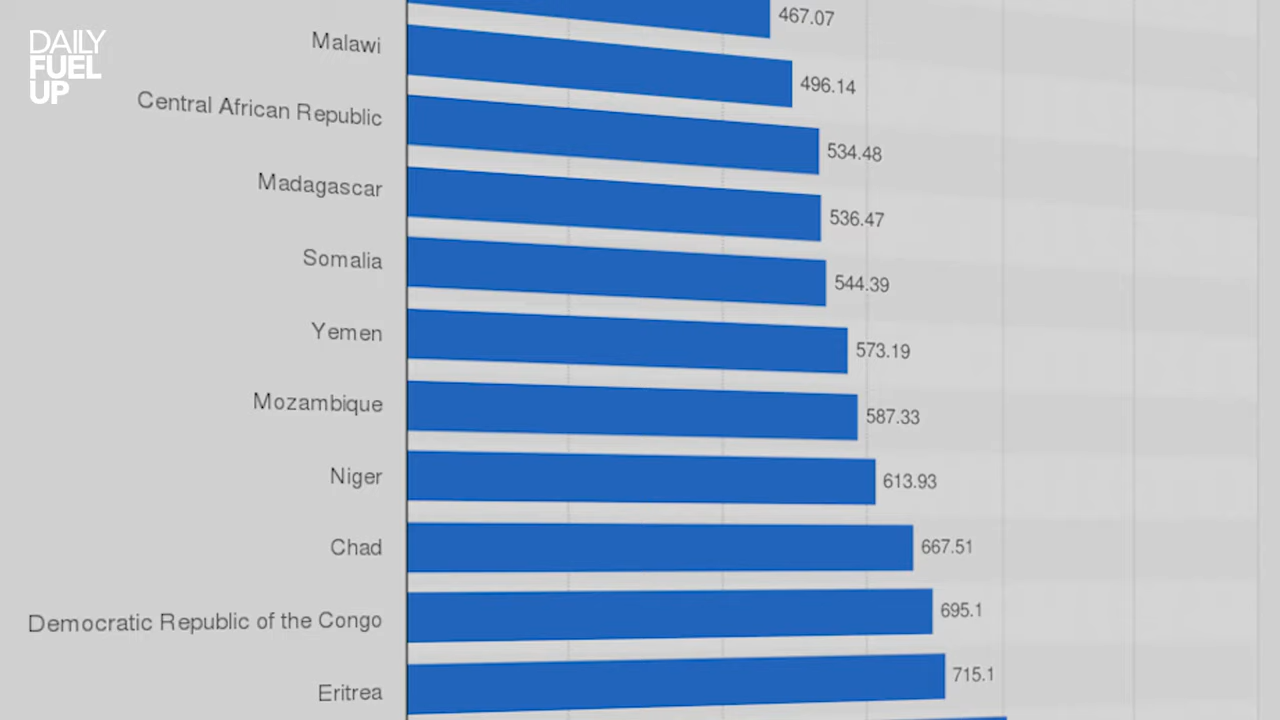 DAILY
FUEL
UP
467.07
Malawi
496.14
Central African Republic
534.48
Madagascar
536.47
Somalia
544.39
Yemen
573.19
Mozambique
587.33
Niger
613.93
Chad
667.51
Democratic Republic of the Congo
695.1
Eritrea
715.1